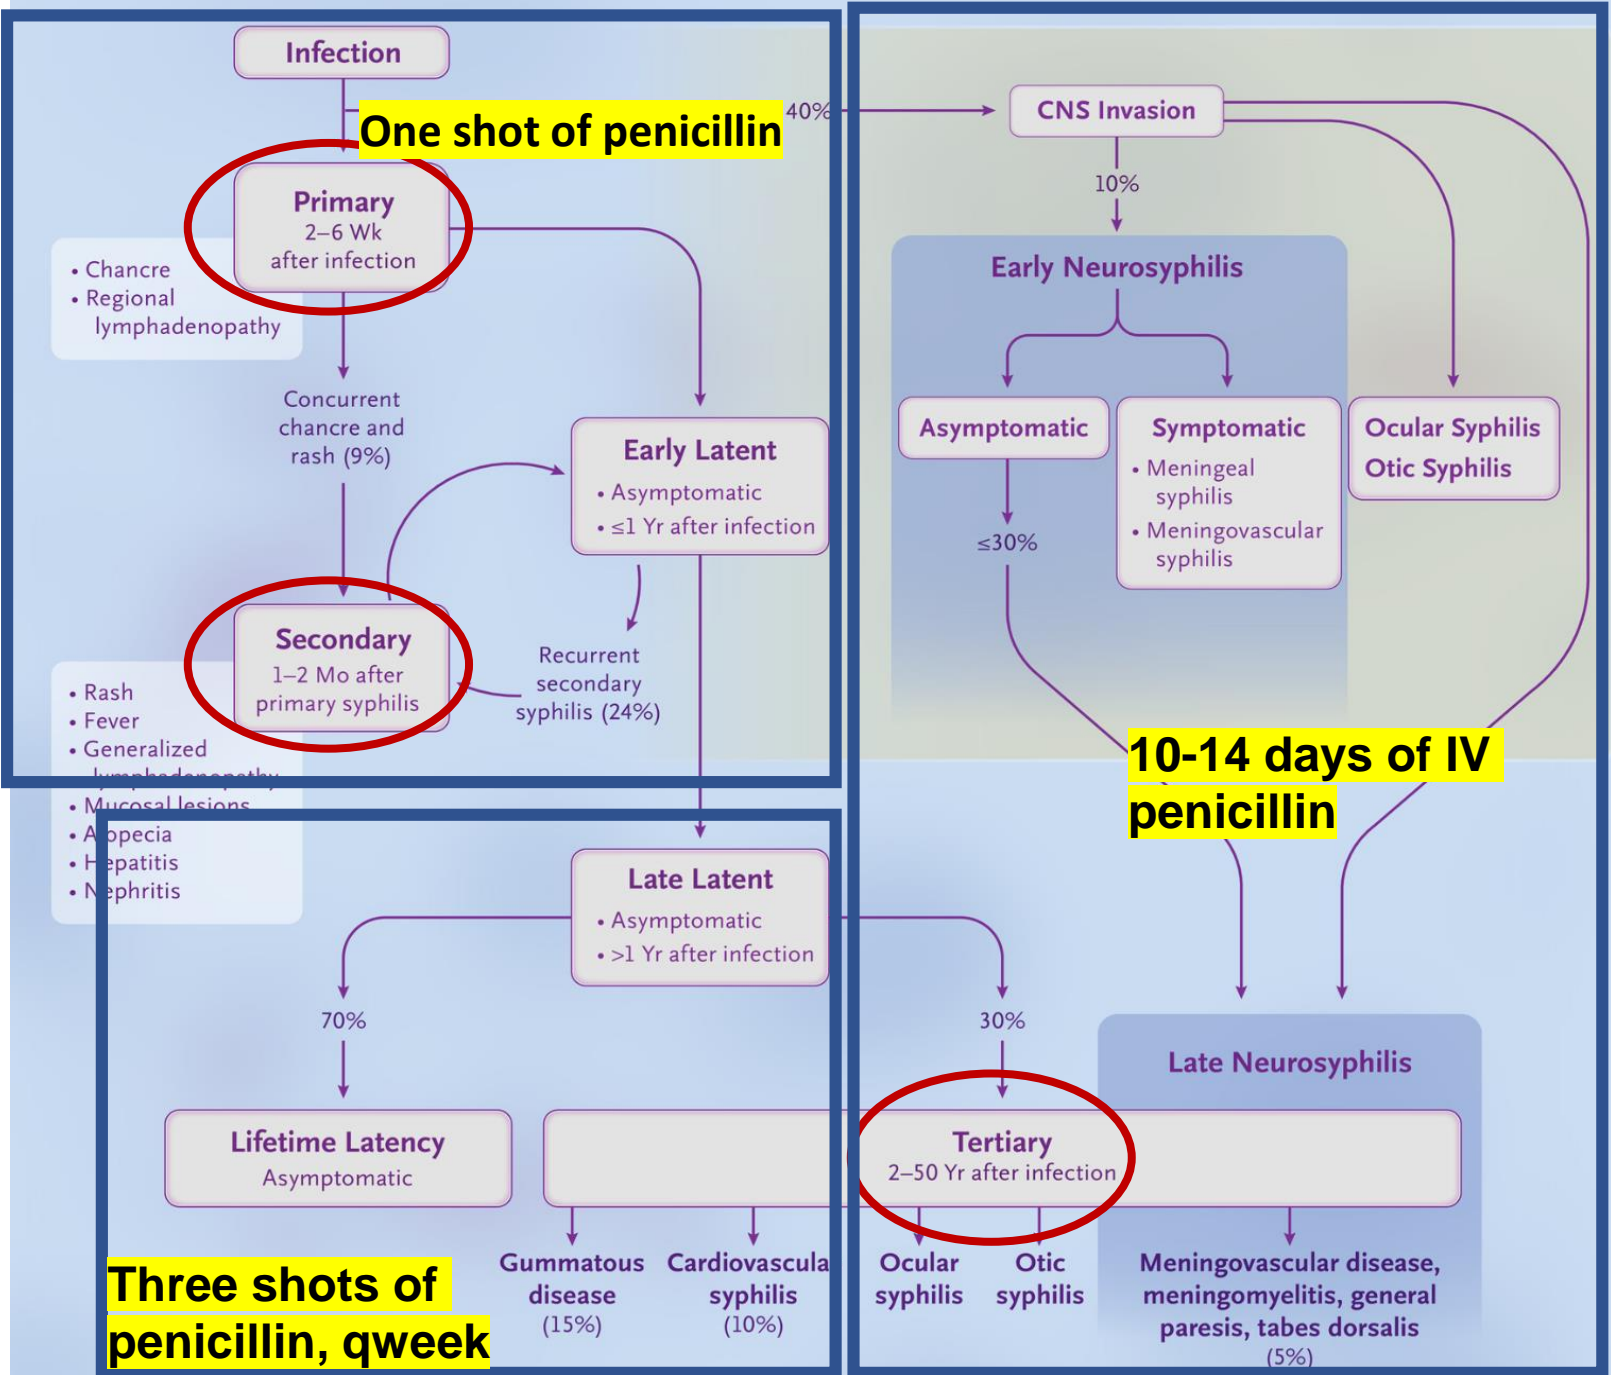 Infection
One shot of penicillin
40%
CNS Invasion
10%
Primary
2–6 Wk
after infection
• Chancre
• Regional
lymphadenopathy
Early Neurosyphilis
Concurrent
chancre and
rash (9%)
Early Latent
• Asymptomatic
• ≤1 Yr after infection
Asymptomatic
≤30%
Symptomatic
• Meningeal
syphilis
• Meningovascular
syphilis
Ocular Syphilis
Otic Syphilis
Secondary
1–2 Mo after
primary syphilis
Recurrent
secondary
syphilis (24%)
• Rash
• Fever
• Generalized
lymphadenopathy
• Mucosal lesions
• Alopecia
• Hepatitis
• Nephritis
10-14 days of IV
penicillin
Late Latent
• Asymptomatic
• >1 Yr after infection
70%
30%
Late Neurosyphilis
Lifetime Latency
Asymptomatic
Tertiary
2–50 Yr after infection
Three shots of
penicillin, qweek
Gummatous
disease
(15%)
Cardiovascula
syphilis
(10%)
Ocular
syphilis
Otic
syphilis
Meningovascular disease,
meningomyelitis, general
paresis, tabes dorsalis
(5%)